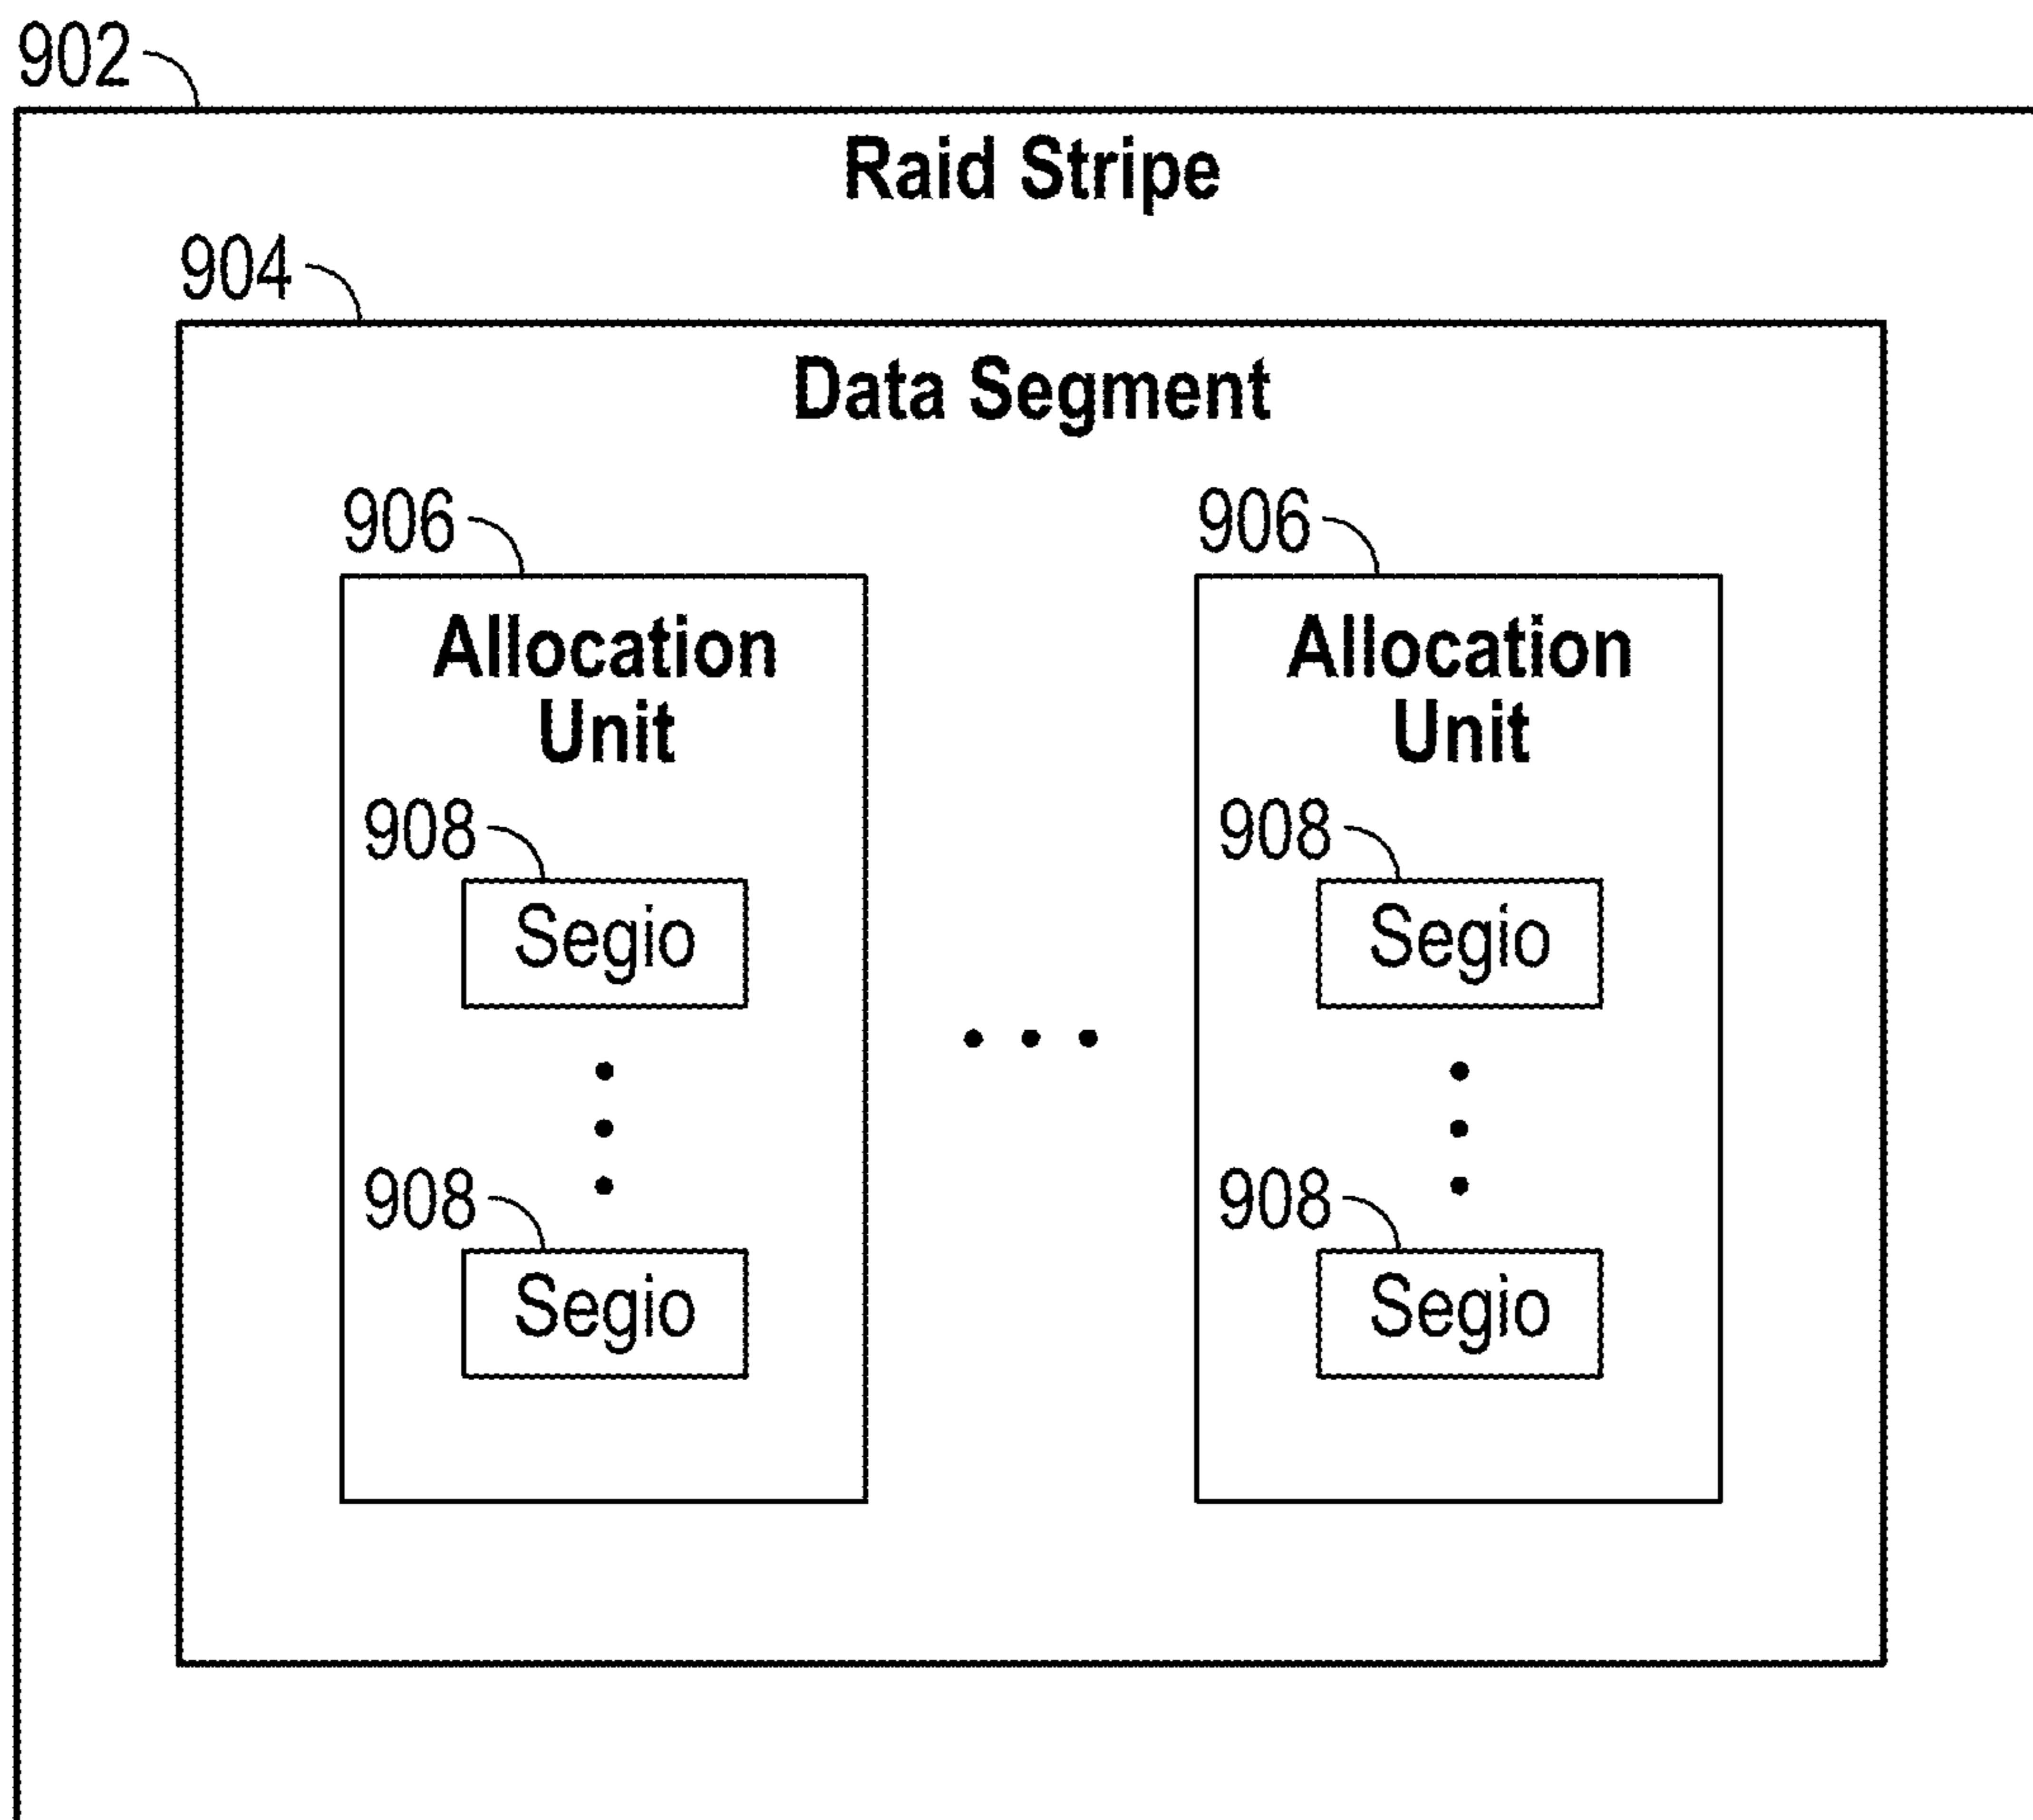 902
Raid Stripe
904
Data Segment
906
906
Allocation
Unit
Allocation
Unit
908
908
Segio
Segio
908
908
Segio
Segio